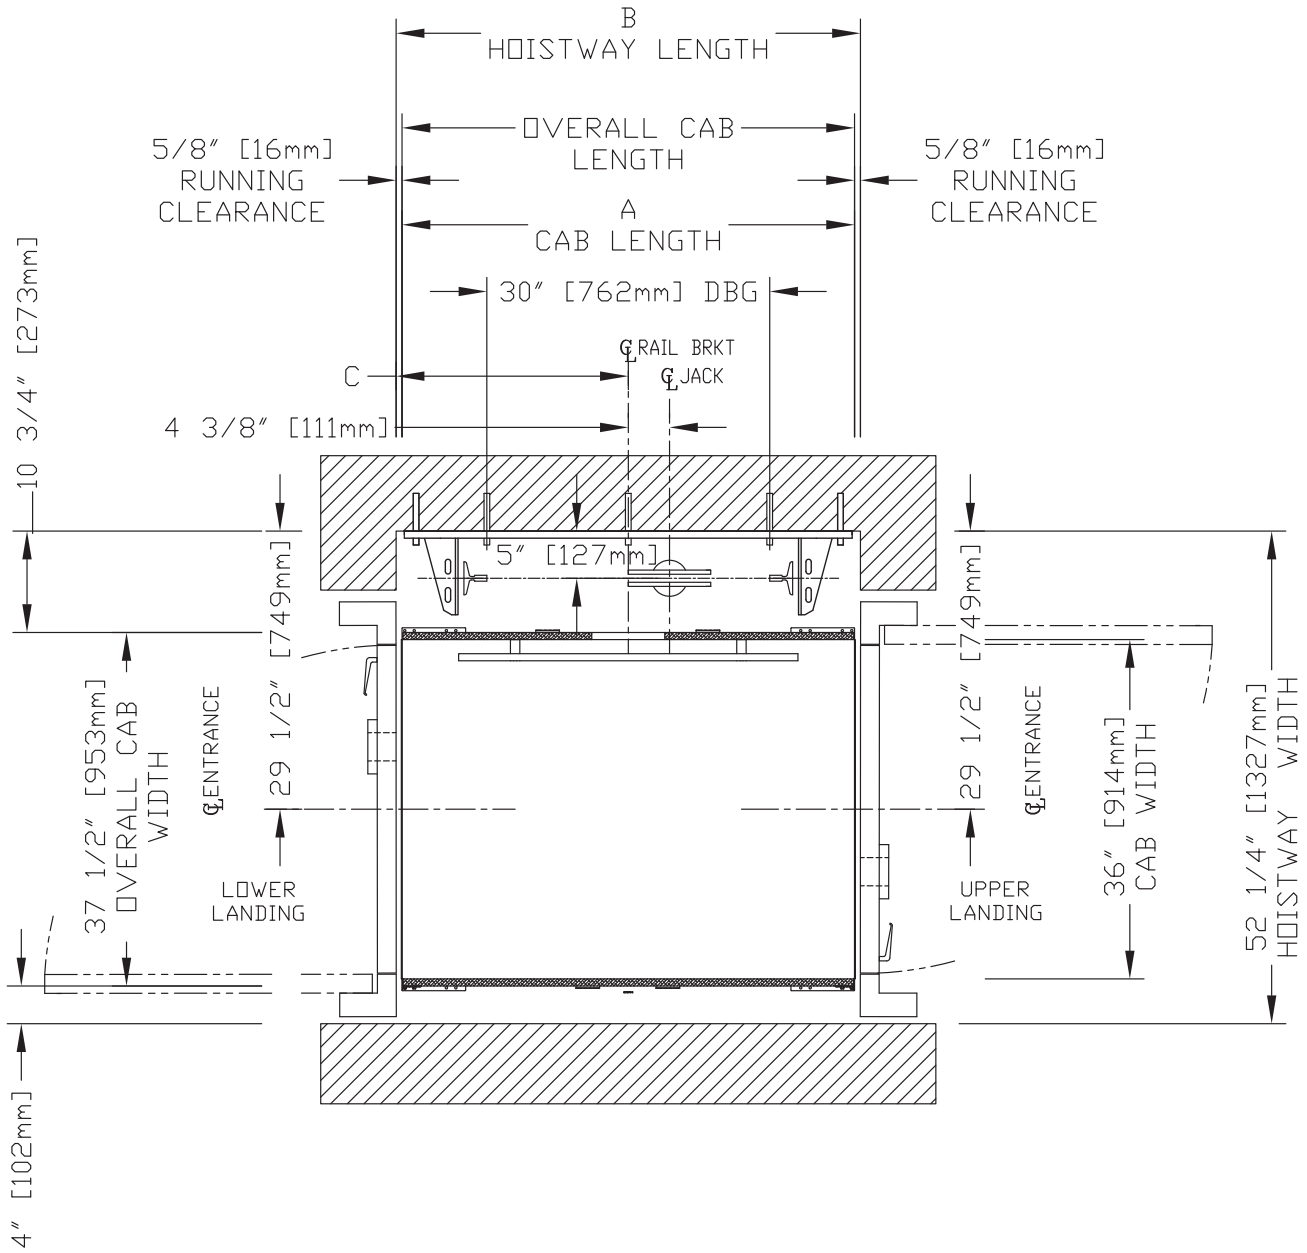 B
HOISTWAY LENGTH
OVERALL CAB
LENGTH
5/8" [16mm]
RUNNING
CLEARANCE
5/8" [16mm]
RUNNING
CLEARANCE
A
CAB LENGTH
30" [762mm] DBG
℄ RAIL BRKT
℄ JACK
C
4 3/8" [111mm]
10 3/4" [273mm]
5" [127mm]
29 1/2" [749mm]
29 1/2" [749mm]
37 1/2" [953mm]
OVERALL CAB
WIDTH
℄ ENTRANCE
℄ ENTRANCE
36" [914mm]
CAB WIDTH
52 1/4" [1327mm]
HOISTWAY WIDTH
LOWER
LANDING
UPPER
LANDING
4" [102mm]